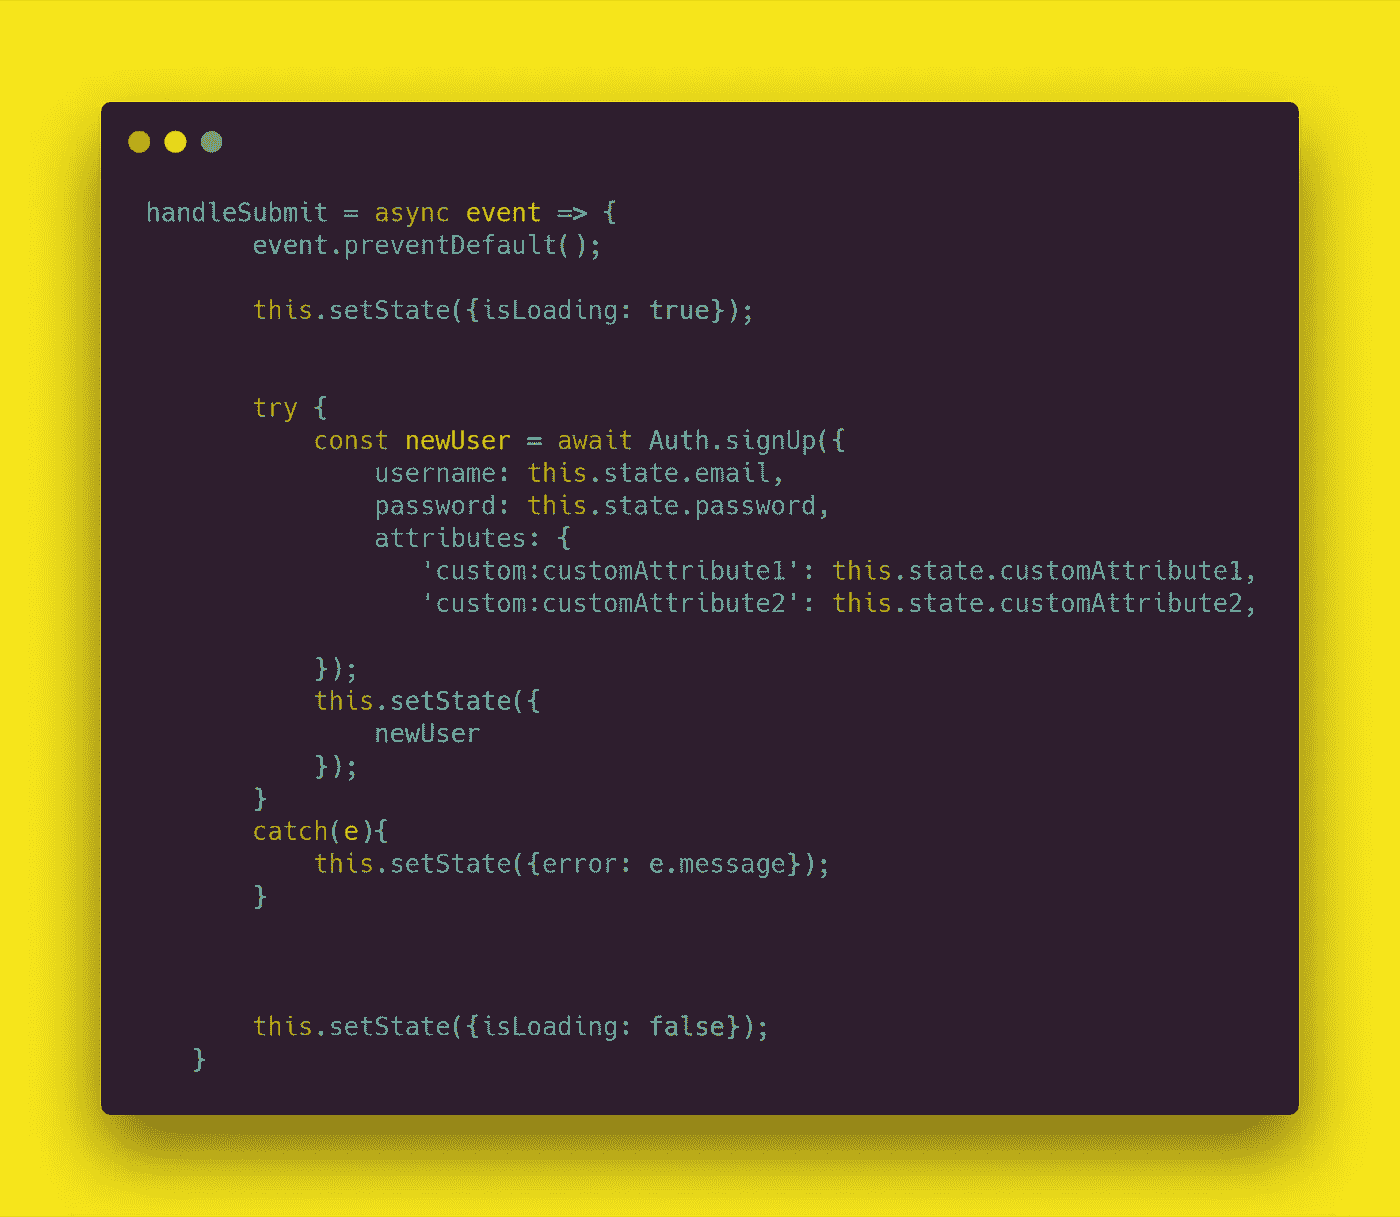 handleSubmit = async event => {
        event.preventDefault();

        this.setState({isLoading: true});


        try {
            const newUser = await Auth.signUp({
                username: this.state.email,
                password: this.state.password,
                attributes: {
                   'custom:customAttribute1': this.state.customAttribute1,
                   'custom:customAttribute2': this.state.customAttribute2,

            });
            this.setState({
                newUser
            });
        }
        catch(e){
            this.setState({error: e.message});
        }



        this.setState({isLoading: false});
    }